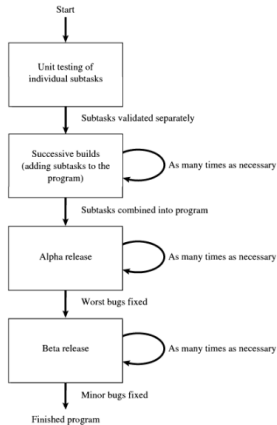 Start
Unit testing of
individual subtasks
Subtasks validated separately
Successive builds
(adding subtasks to the
program)
As many times as necessary
Subtasks combined into program
Alpha release
As many times as necessary
Worst bugs fixed
Beta release
As many times as necessary
Minor bugs fixed
Finished program